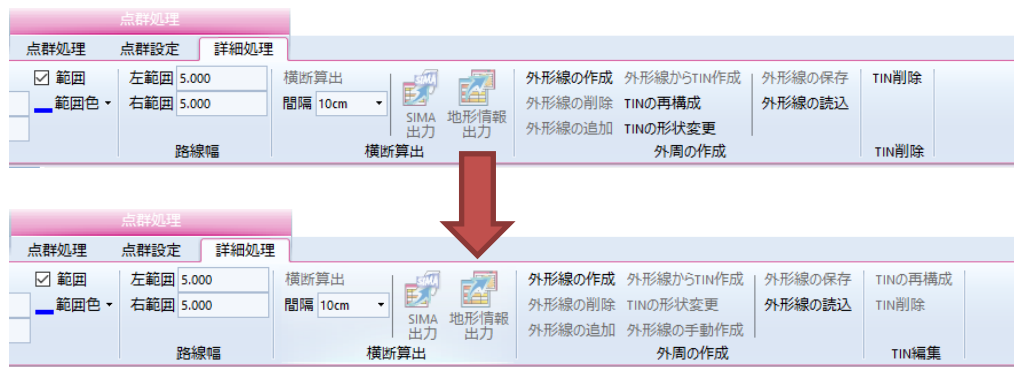 点群処理
点群処理 点群設定 詳細処理
範囲 左範囲 5.000 横断算出 外形線の作成 外形線からTIN作成 外形線の保存 TIN削除
範囲色 右範囲 5.000 間隔 10cm 外形線の削除 TINの再構成 外形線の読込
SIMA出力 地形情報出力 外形線の追加 TINの形状変更
路線幅 横断算出 外周の作成 TIN削除
点群処理
点群処理 点群設定 詳細処理
範囲 左範囲 5.000 横断算出 外形線の作成 外形線からTIN作成 外形線の保存 TINの再構成
範囲色 右範囲 5.000 間隔 10cm 外形線の削除 TINの形状変更 外形線の読込 TIN削除
SIMA出力 地形情報出力 外形線の追加 外形線の手動作成
路線幅 横断算出 外周の作成 TIN編集